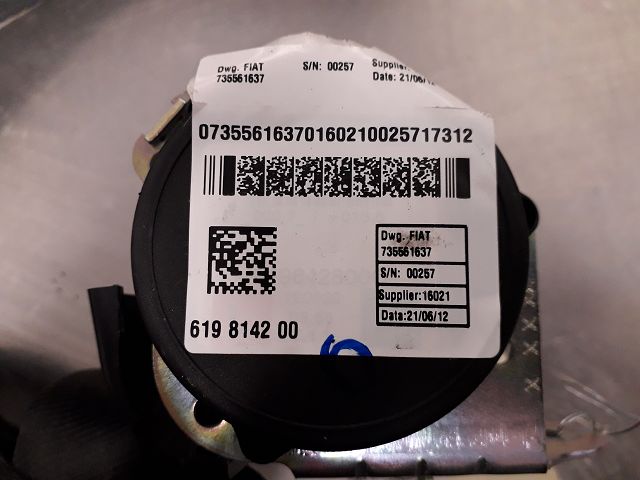 Dwg. FIAT S/N: 00257 Supplier:
735561637 Date: 21/06/12
07355616370160210025717312
Dwg. FIAT
735561637
S/N: 00257
Supplier:16021
Date:21/06/12
619 8142 00